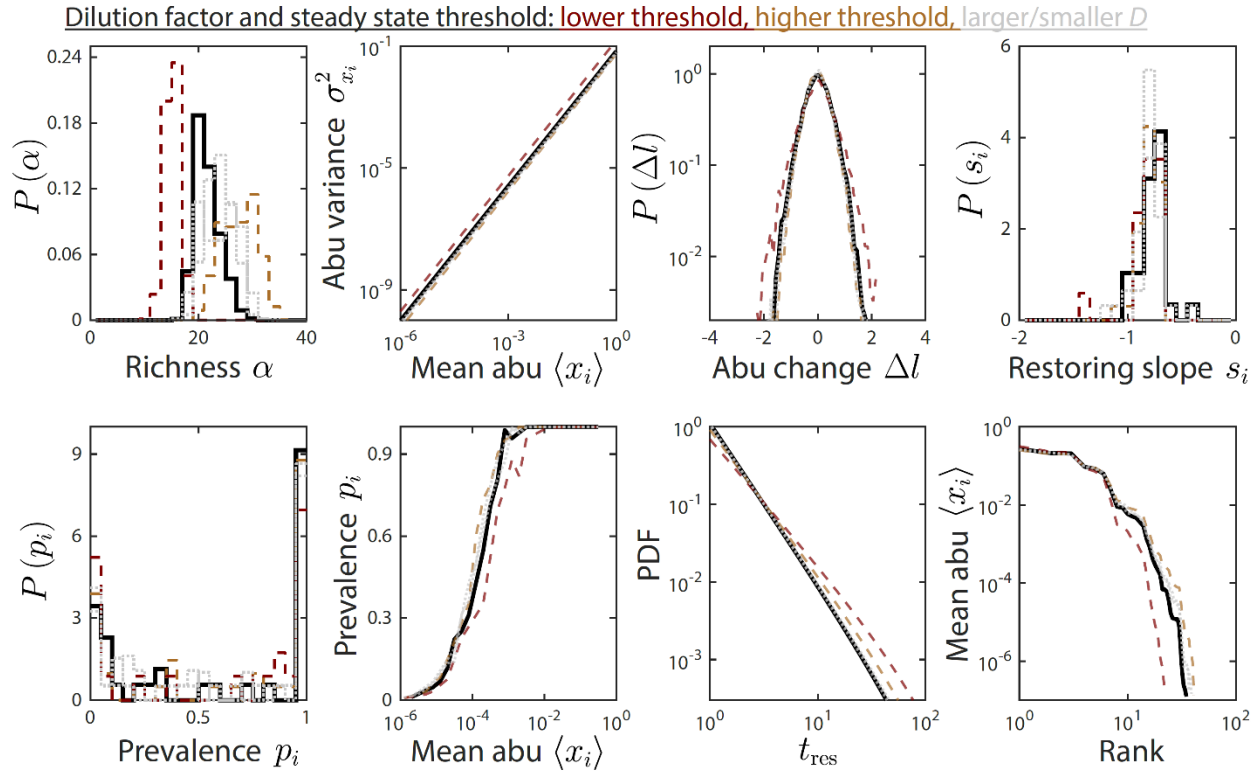 Dilution factor and steady state threshold: lower threshold, higher threshold, larger/smaller D
0.24
0.18
0.12
0.06
0
0 20 40
P (α)
Richness α
10⁻¹
10⁻⁵
10⁻⁹
10⁻⁶ 10⁻³ 10⁰
Abu variance σ²ₓᵢ
Mean abu ⟨xᵢ⟩
10⁰
10⁻¹
10⁻²
-4 -2 0 2 4
P (Δl)
Abu change Δl
6
4
2
0
-2 -1 0
P (sᵢ)
Restoring slope sᵢ
9
6
3
0
0 0.5 1
P (pᵢ)
Prevalence pᵢ
0.9
0.6
0.3
0
10⁻⁶ 10⁻⁴ 10⁻² 10⁰
Prevalence pᵢ
Mean abu ⟨xᵢ⟩
10⁰
10⁻¹
10⁻²
10⁻³
10⁰ 10¹ 10²
PDF
t_res
10⁰
10⁻²
10⁻⁴
10⁻⁶
10⁰ 10¹ 10²
Mean abu ⟨xᵢ⟩
Rank